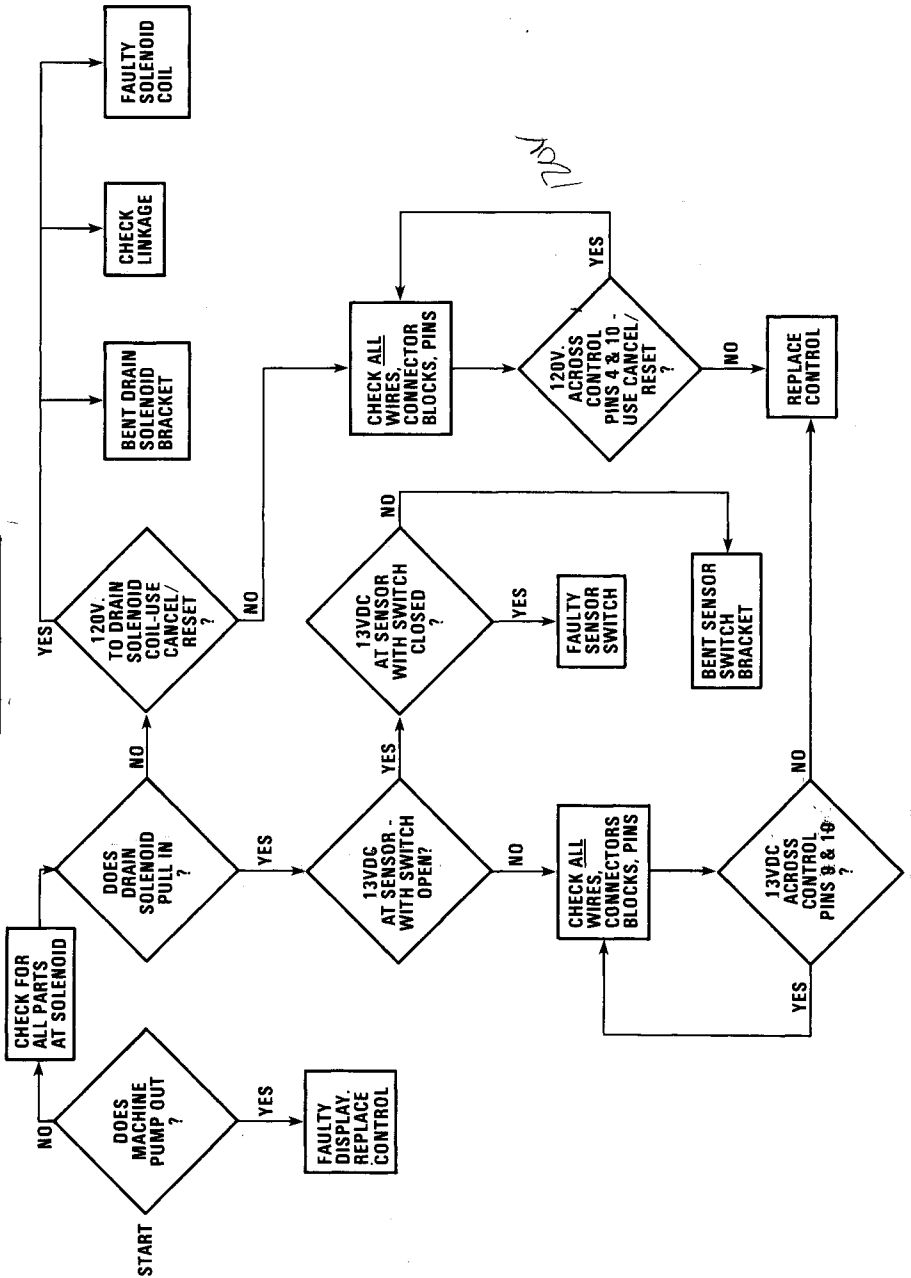 START
DOES
MACHINE
PUMP OUT
?
NO
YES
FAULTY
DISPLAY.
REPLACE
CONTROL
CHECK FOR
ALL PARTS
AT SOLENOID
DOES
DRAIN
SOLENOID
PULL IN
?
NO
YES
120V.
TO DRAIN
SOLENOID
COIL-USE
CANCEL/
RESET
?
YES
NO
BENT DRAIN
SOLENOID
BRACKET
CHECK
LINKAGE
FAULTY
SOLENOID
COIL
13VDC
AT SENSOR -
WITH SWITCH
OPEN?
YES
NO
13VDC
AT SENSOR
WITH SWITCH
CLOSED
?
NO
YES
FAULTY
SENSOR
SWITCH
BENT SENSOR
SWITCH
BRACKET
CHECK ALL
WIRES,
CONNECTOR
BLOCKS, PINS
120V.
ACROSS
CONTROL
PINS 4 & 10 -
USE CANCEL/
RESET
?
YES
NO
CHECK ALL
WIRES,
CONNECTORS
BLOCKS, PINS
13VDC
ACROSS
CONTROL
PINS & 10
?
YES
NO
REPLACE
CONTROL